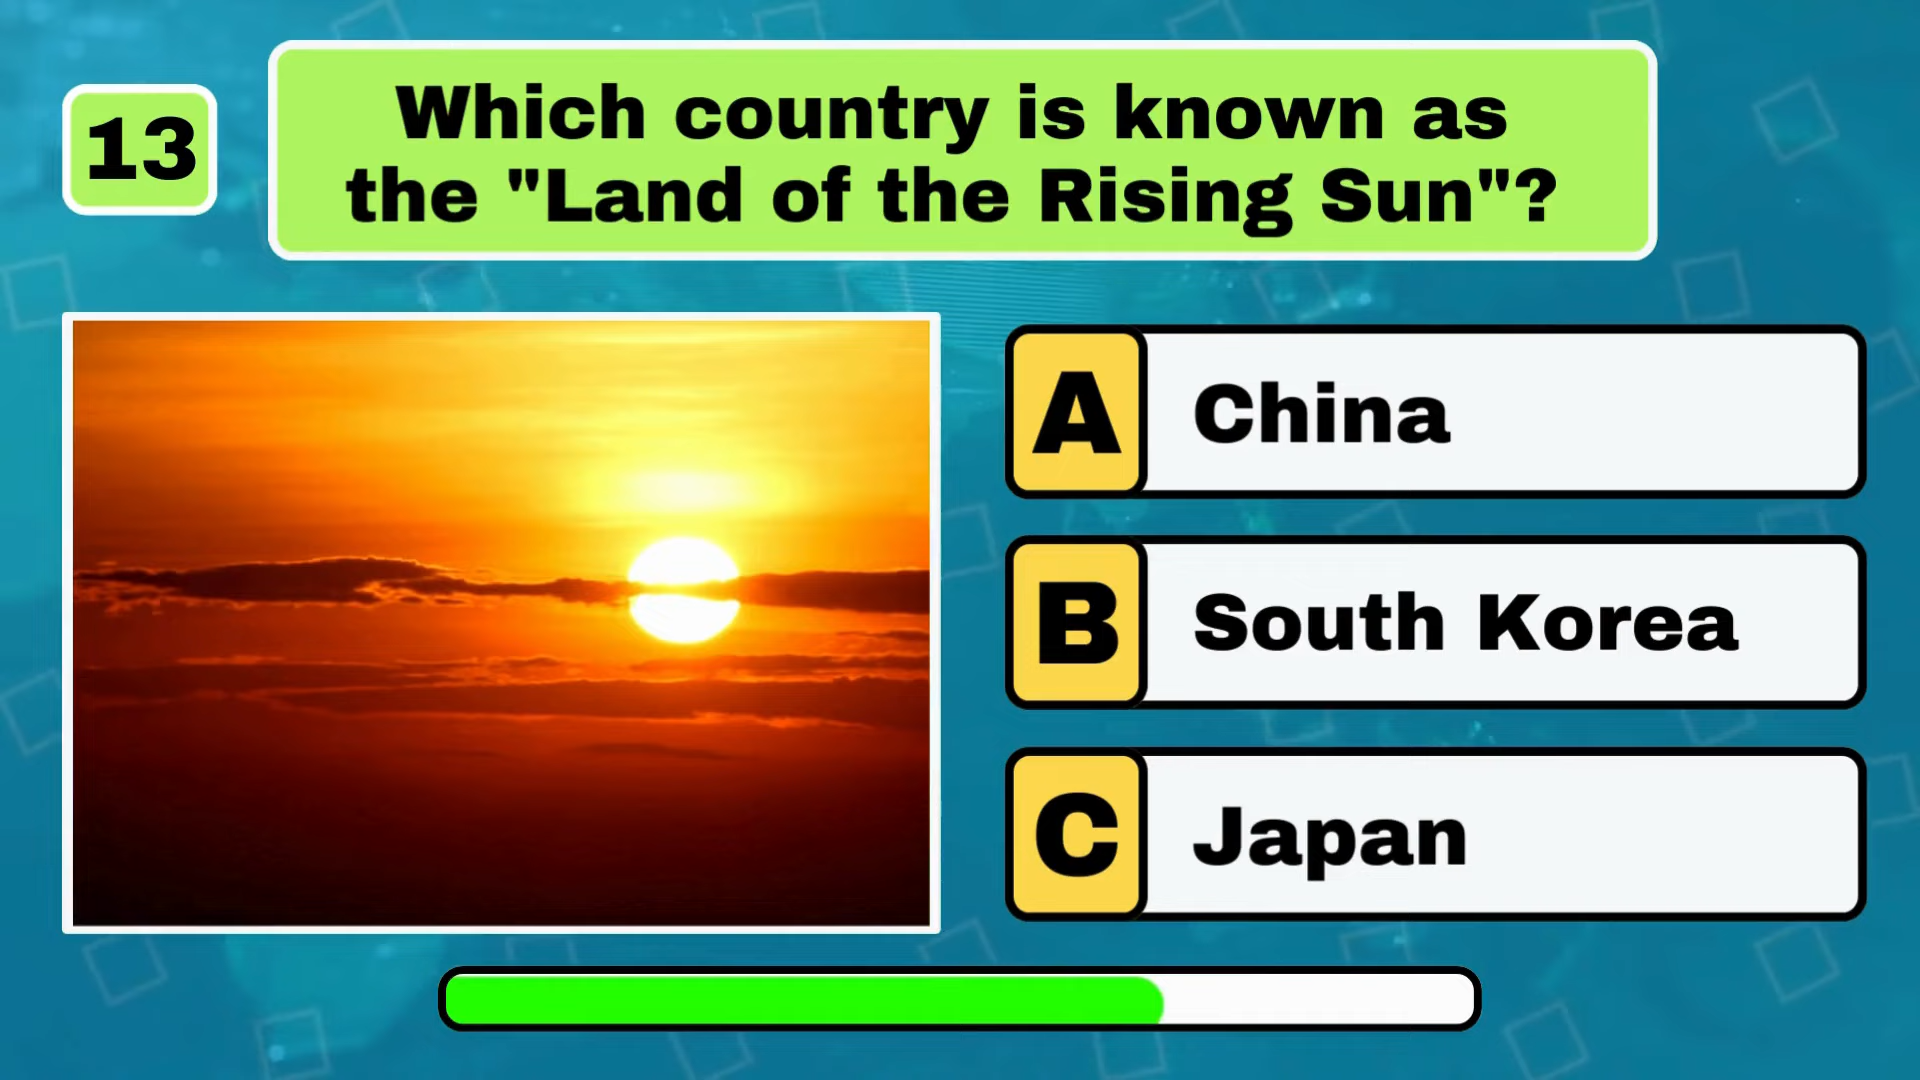 13
Which country is known as
the "Land of the Rising Sun"?
A China
B South Korea
C Japan